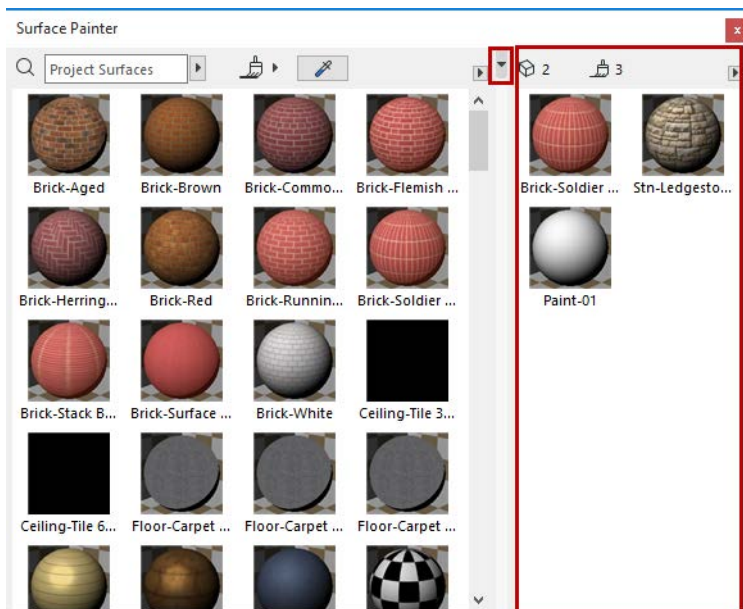 Surface Painter
x
Project Surfaces
2 3
Brick-Aged Brick-Brown Brick-Commo... Brick-Flemish ... Brick-Soldier ... Stn-Ledgesto...
Brick-Herring... Brick-Red Brick-Runnin... Brick-Soldier ... Paint-01
Brick-Stack B... Brick-Surface ... Brick-White Ceiling-Tile 3...
Ceiling-Tile 6... Floor-Carpet ... Floor-Carpet ... Floor-Carpet ...